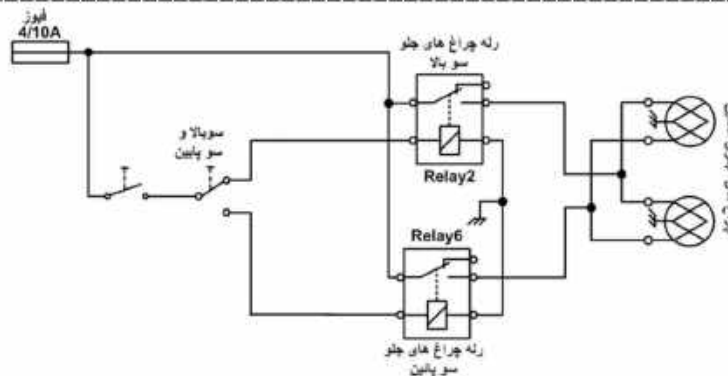 فیوز
4/10A
رله چراغ های جلو
سو بالا
سوبالا و
سو پایین
Relay2
Relay6
رله چراغ های جلو
سو پائین